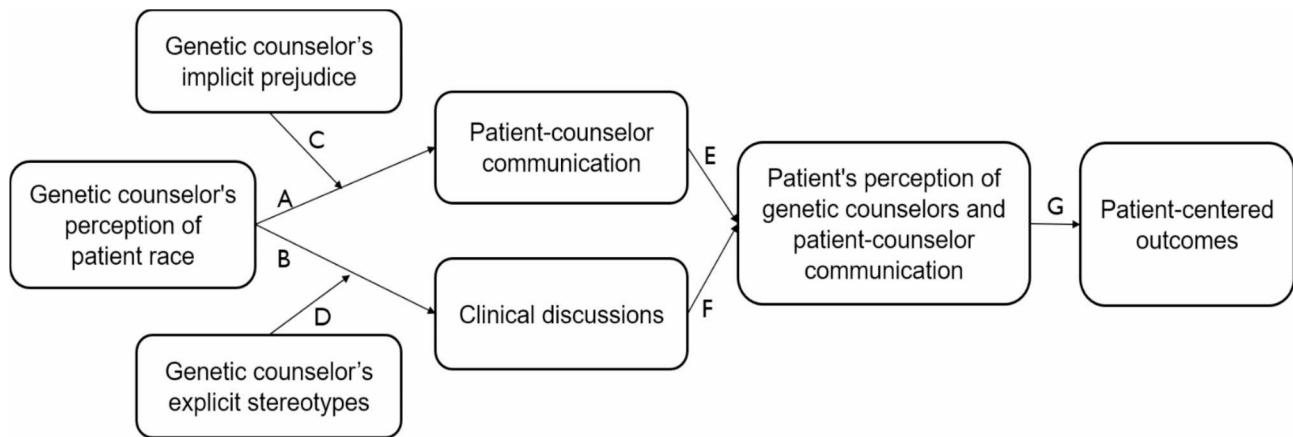 Genetic counselor’s
implicit prejudice
C
Genetic counselor's
perception of
patient race
A
B
D
Genetic counselor’s
explicit stereotypes
Patient-counselor
communication
Clinical discussions
E
F
Patient's perception of
genetic counselors and
patient-counselor
communication
G
Patient-centered
outcomes